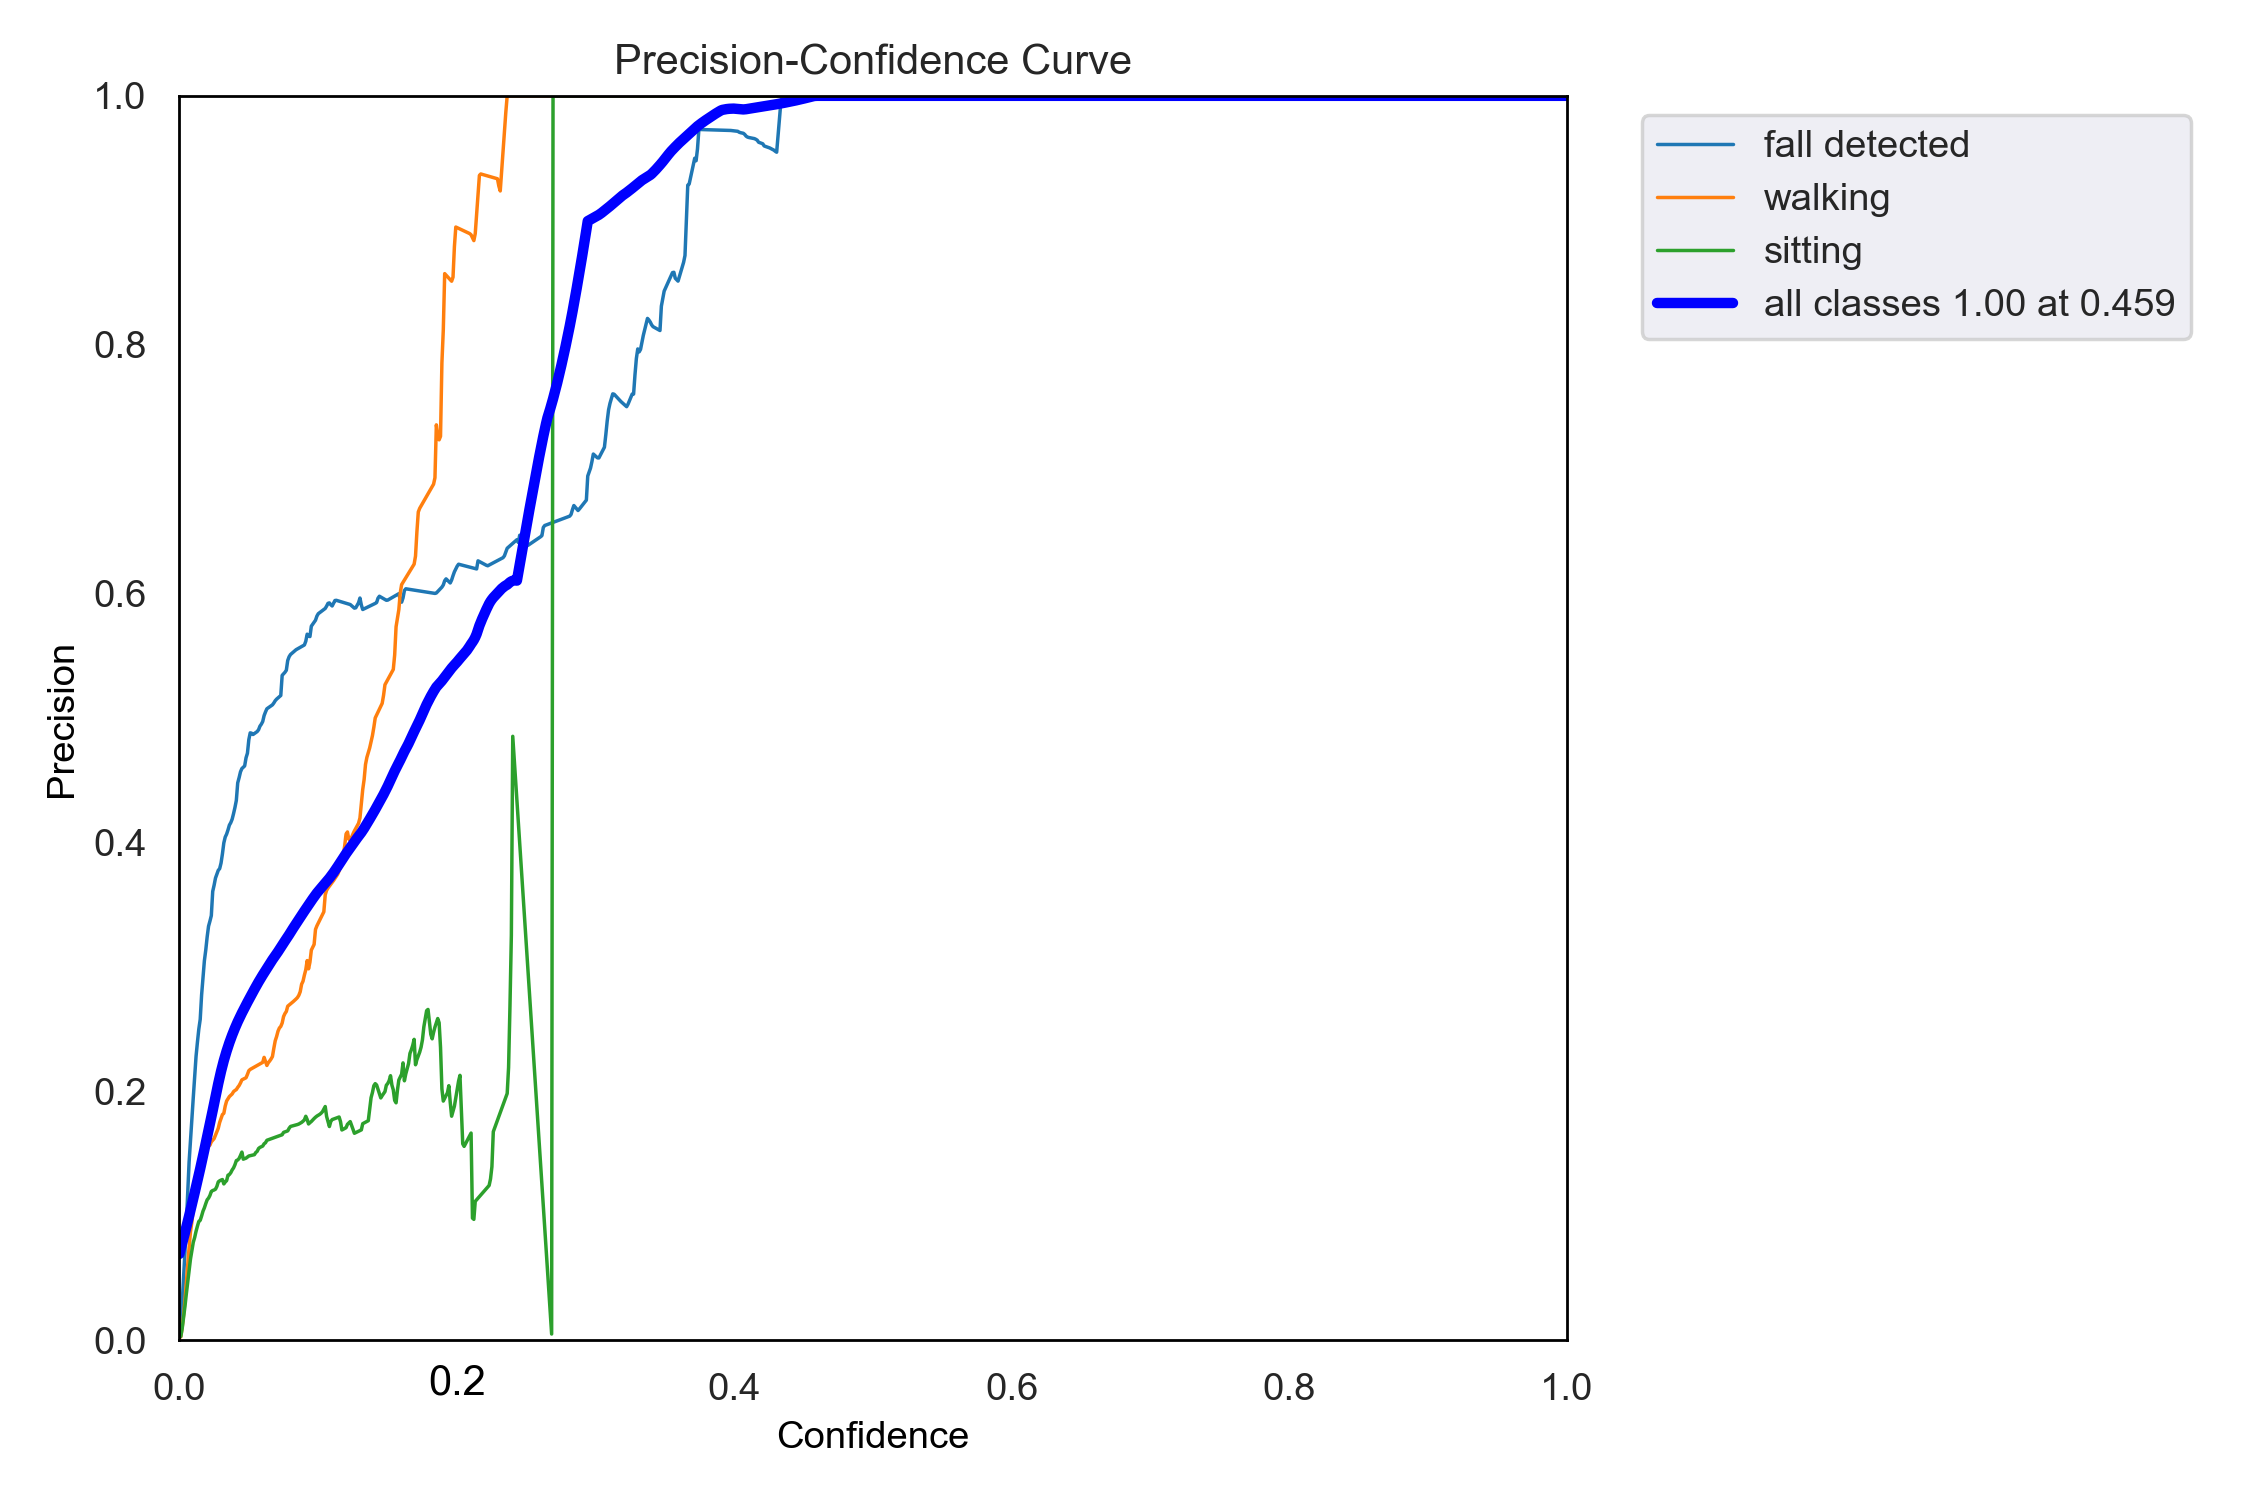 Precision-Confidence Curve
1.0
0.8
0.6
0.4
0.2
0.0
Precision
0.0 0.2 0.4 0.6 0.8 1.0
Confidence
fall detected
walking
sitting
all classes 1.00 at 0.459